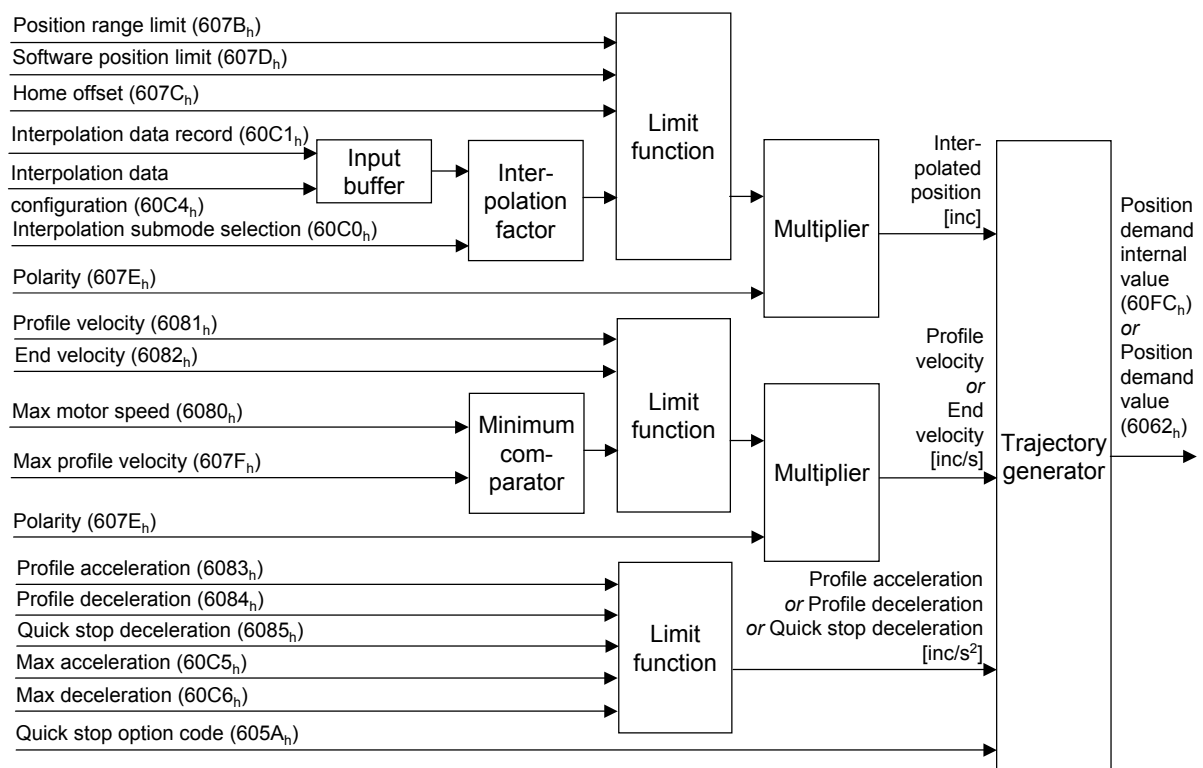 Position range limit (607Bh)
Software position limit (607Dh)
Home offset (607Ch)
Interpolation data record (60C1h)
Interpolation data
configuration (60C4h)
Interpolation submode selection (60C0h)
Input
buffer
Inter-
polation
factor
Limit
function
Polarity (607Eh)
Multiplier
Inter-
polated
position
[inc]
Profile velocity (6081h)
End velocity (6082h)
Max motor speed (6080h)
Max profile velocity (607Fh)
Minimum
com-
parator
Limit
function
Polarity (607Eh)
Multiplier
Profile
velocity
or
End
velocity
[inc/s]
Profile acceleration (6083h)
Profile deceleration (6084h)
Quick stop deceleration (6085h)
Max acceleration (60C5h)
Max deceleration (60C6h)
Limit
function
Profile acceleration
or Profile deceleration
or Quick stop deceleration
[inc/s2]
Quick stop option code (605Ah)
Trajectory
generator
Position
demand
internal
value
(60FCh)
or
Position
demand
value
(6062h)